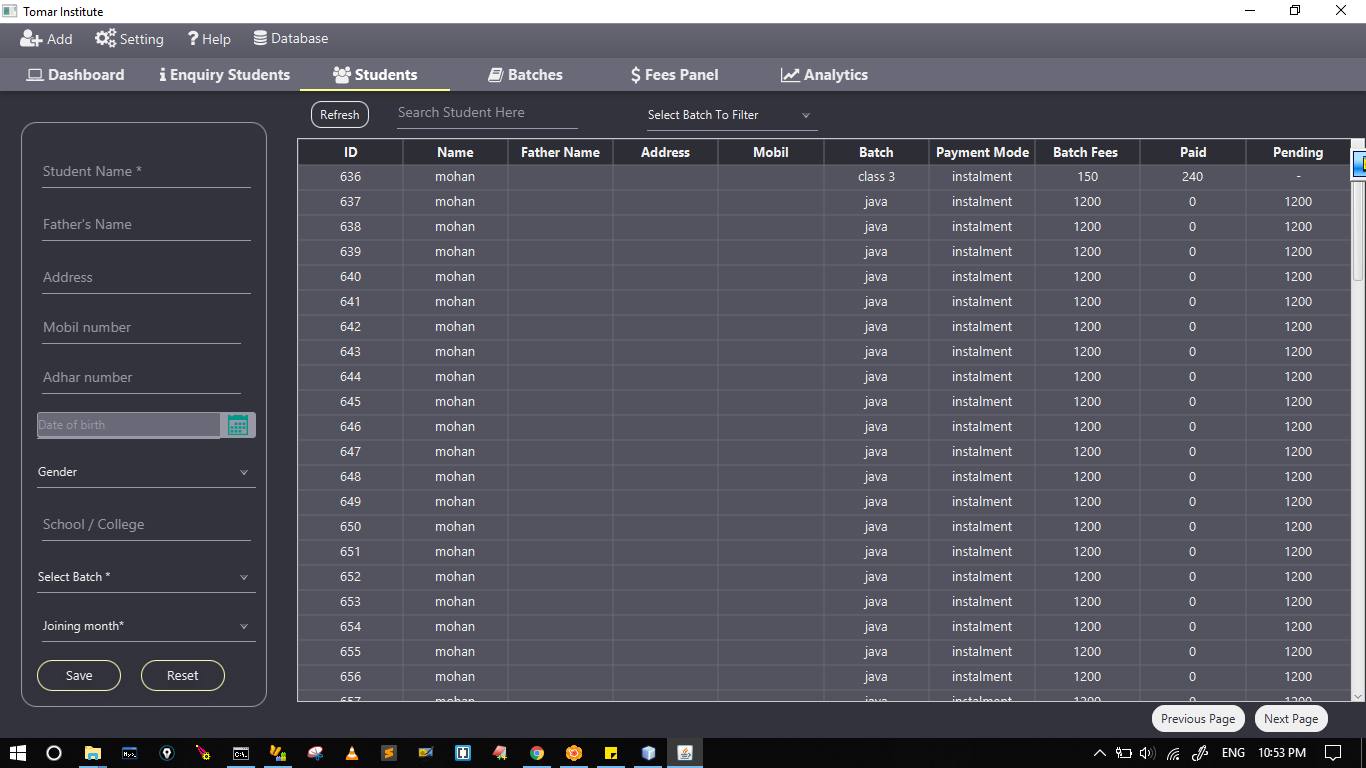 Tomar Institute
Add Setting Help Database
Dashboard Enquiry Students Students Batches Fees Panel Analytics
Refresh Search Student Here Select Batch To Filter
Student Name *
Father's Name
Address
Mobil number
Adhar number
Date of birth
Gender
School / College
Select Batch *
Joining month*
Save Reset
ID Name Father Name Address Mobil Batch Payment Mode Batch Fees Paid Pending
636 mohan class 3 instalment 150 240 -
637 mohan java instalment 1200 0 1200
638 mohan java instalment 1200 0 1200
639 mohan java instalment 1200 0 1200
640 mohan java instalment 1200 0 1200
641 mohan java instalment 1200 0 1200
642 mohan java instalment 1200 0 1200
643 mohan java instalment 1200 0 1200
644 mohan java instalment 1200 0 1200
645 mohan java instalment 1200 0 1200
646 mohan java instalment 1200 0 1200
647 mohan java instalment 1200 0 1200
648 mohan java instalment 1200 0 1200
649 mohan java instalment 1200 0 1200
650 mohan java instalment 1200 0 1200
651 mohan java instalment 1200 0 1200
652 mohan java instalment 1200 0 1200
653 mohan java instalment 1200 0 1200
654 mohan java instalment 1200 0 1200
655 mohan java instalment 1200 0 1200
656 mohan java instalment 1200 0 1200
Previous Page Next Page
ENG 10:53 PM